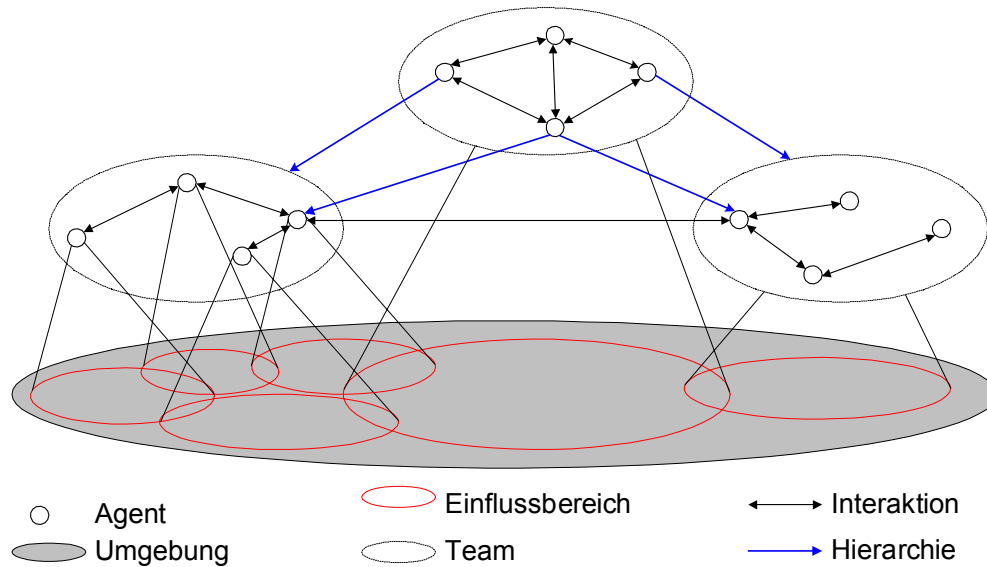 Agent
Einflussbereich
Interaktion
Umgebung
Team
Hierarchie